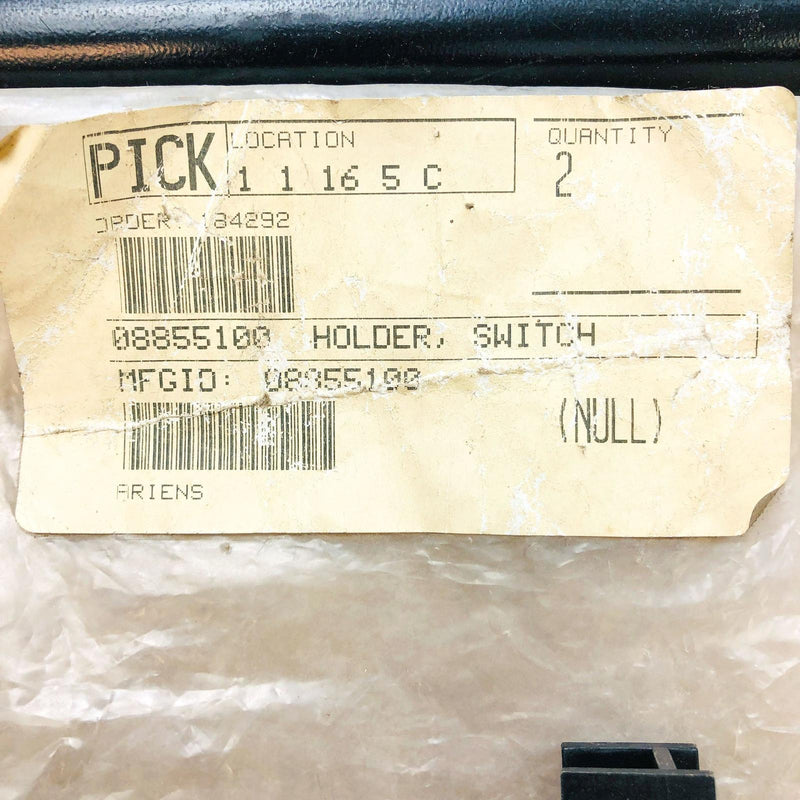 PICK LOCATION QUANTITY
1 1 16 5 C 2
ORDER: 184292
08855100 HOLDER, SWITCH
MFGID: 08855100
(NULL)
ARIENS